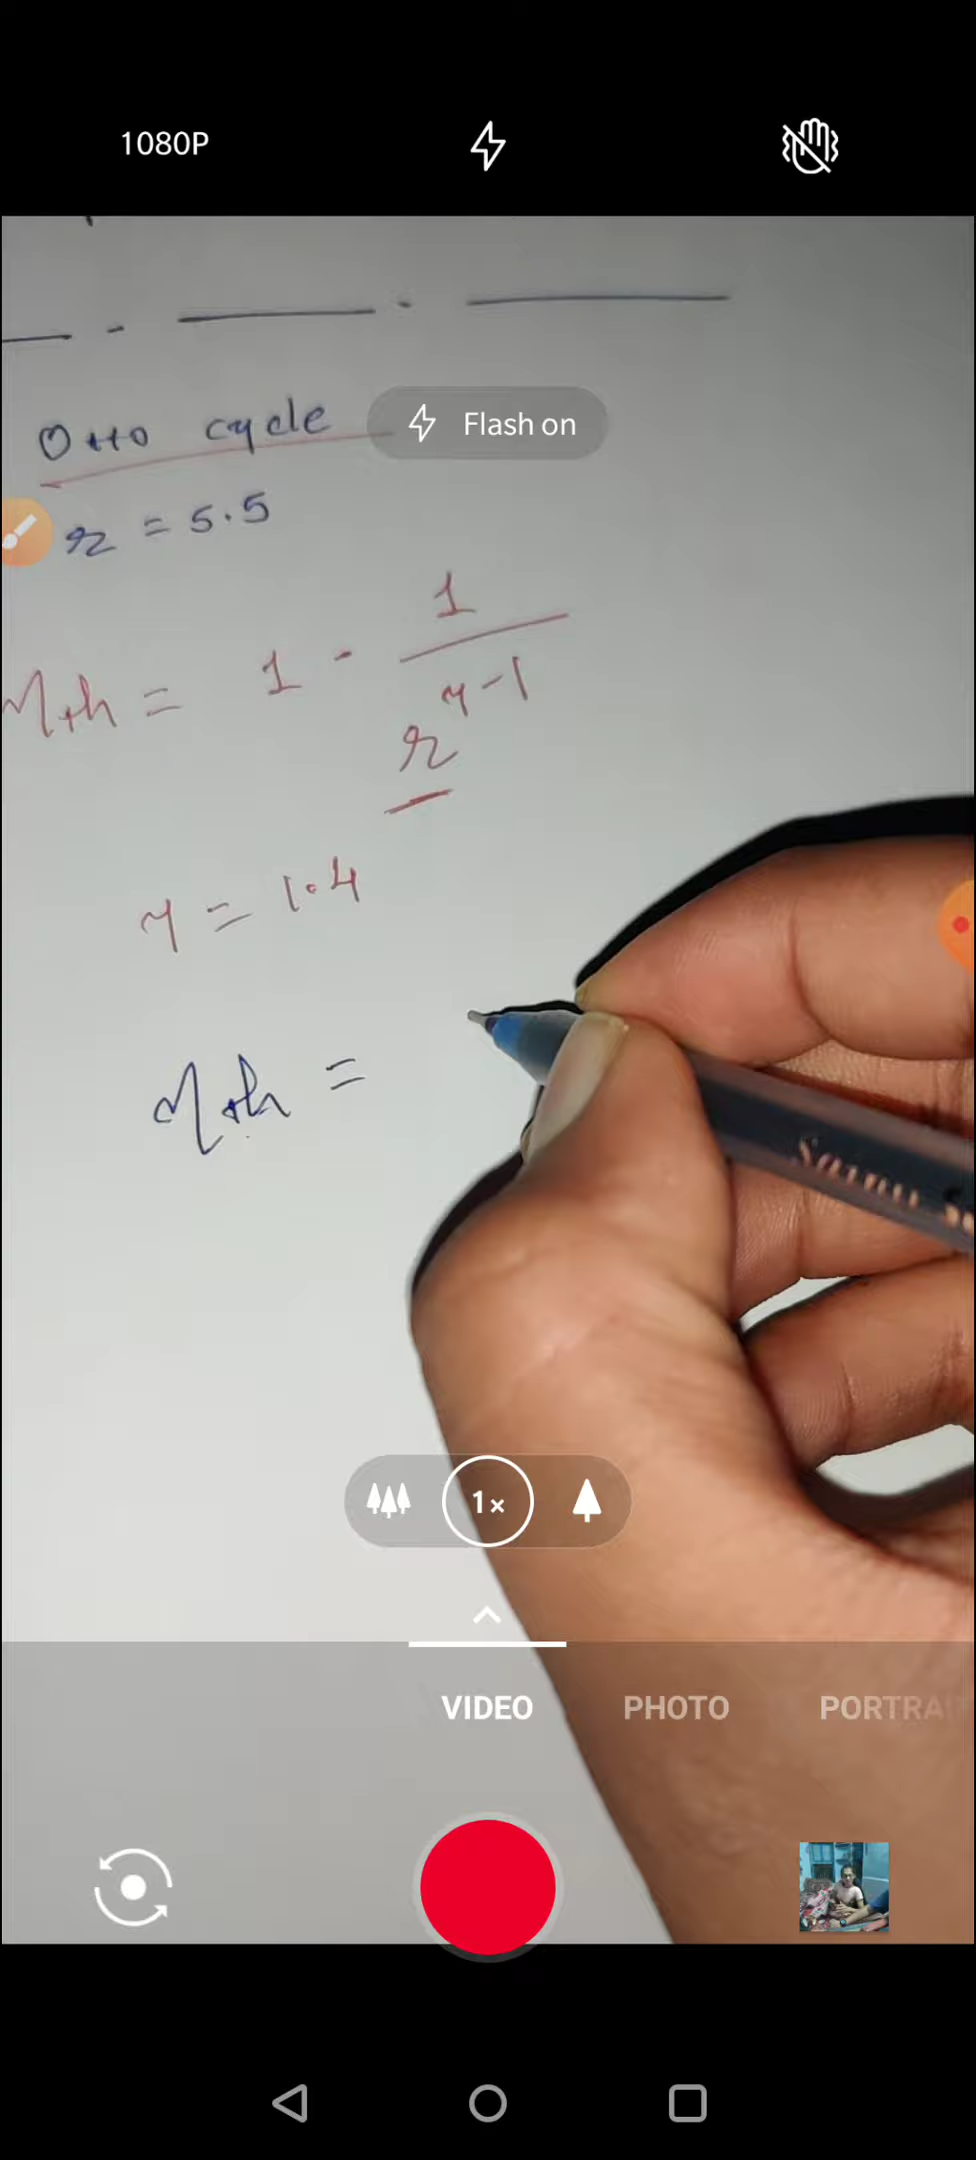 1080P
Otto cycle
Flash on
r = 5.5
ηth = 1 - 1
r^γ-1
γ = 1.4
ηth =
1×
VIDEO PHOTO PORTRA